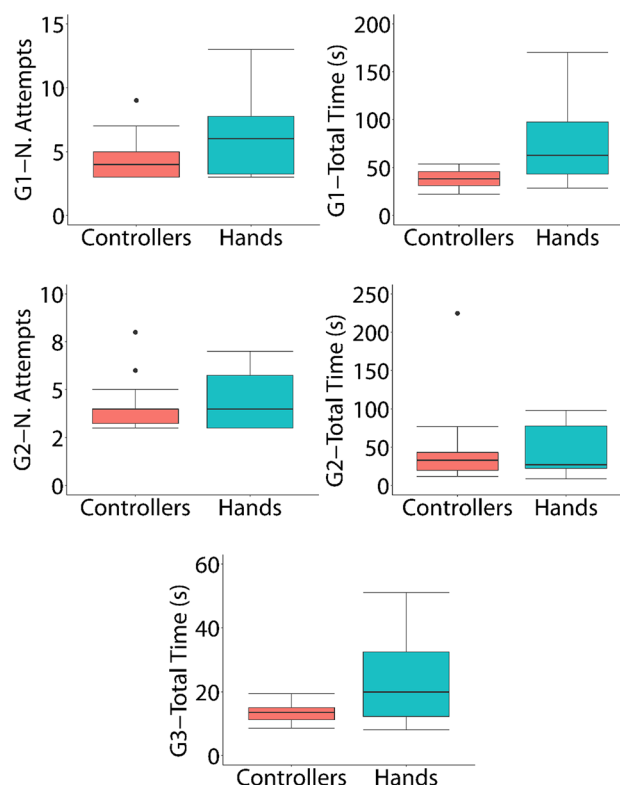 G1−N. Attempts
15
10
5
0
Controllers
Hands
G1−Total Time (s)
200
150
100
50
0
Controllers
Hands
G2−N. Attempts
10
8
5
2
0
Controllers
Hands
G2−Total Time (s)
250
200
150
100
50
0
Controllers
Hands
G3−Total Time (s)
60
40
20
0
Controllers
Hands